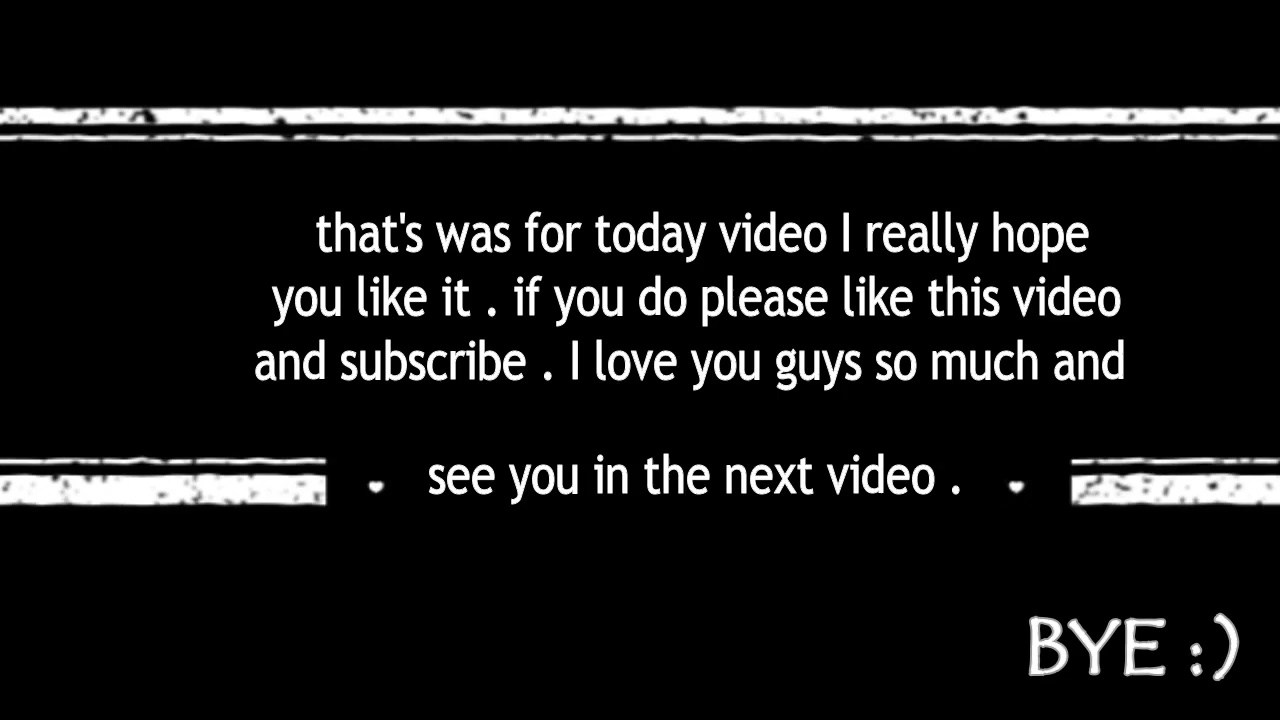 that's was for today video I really hope
you like it . if you do please like this video
and subscribe . I love you guys so much and
see you in the next video .
BYE :)